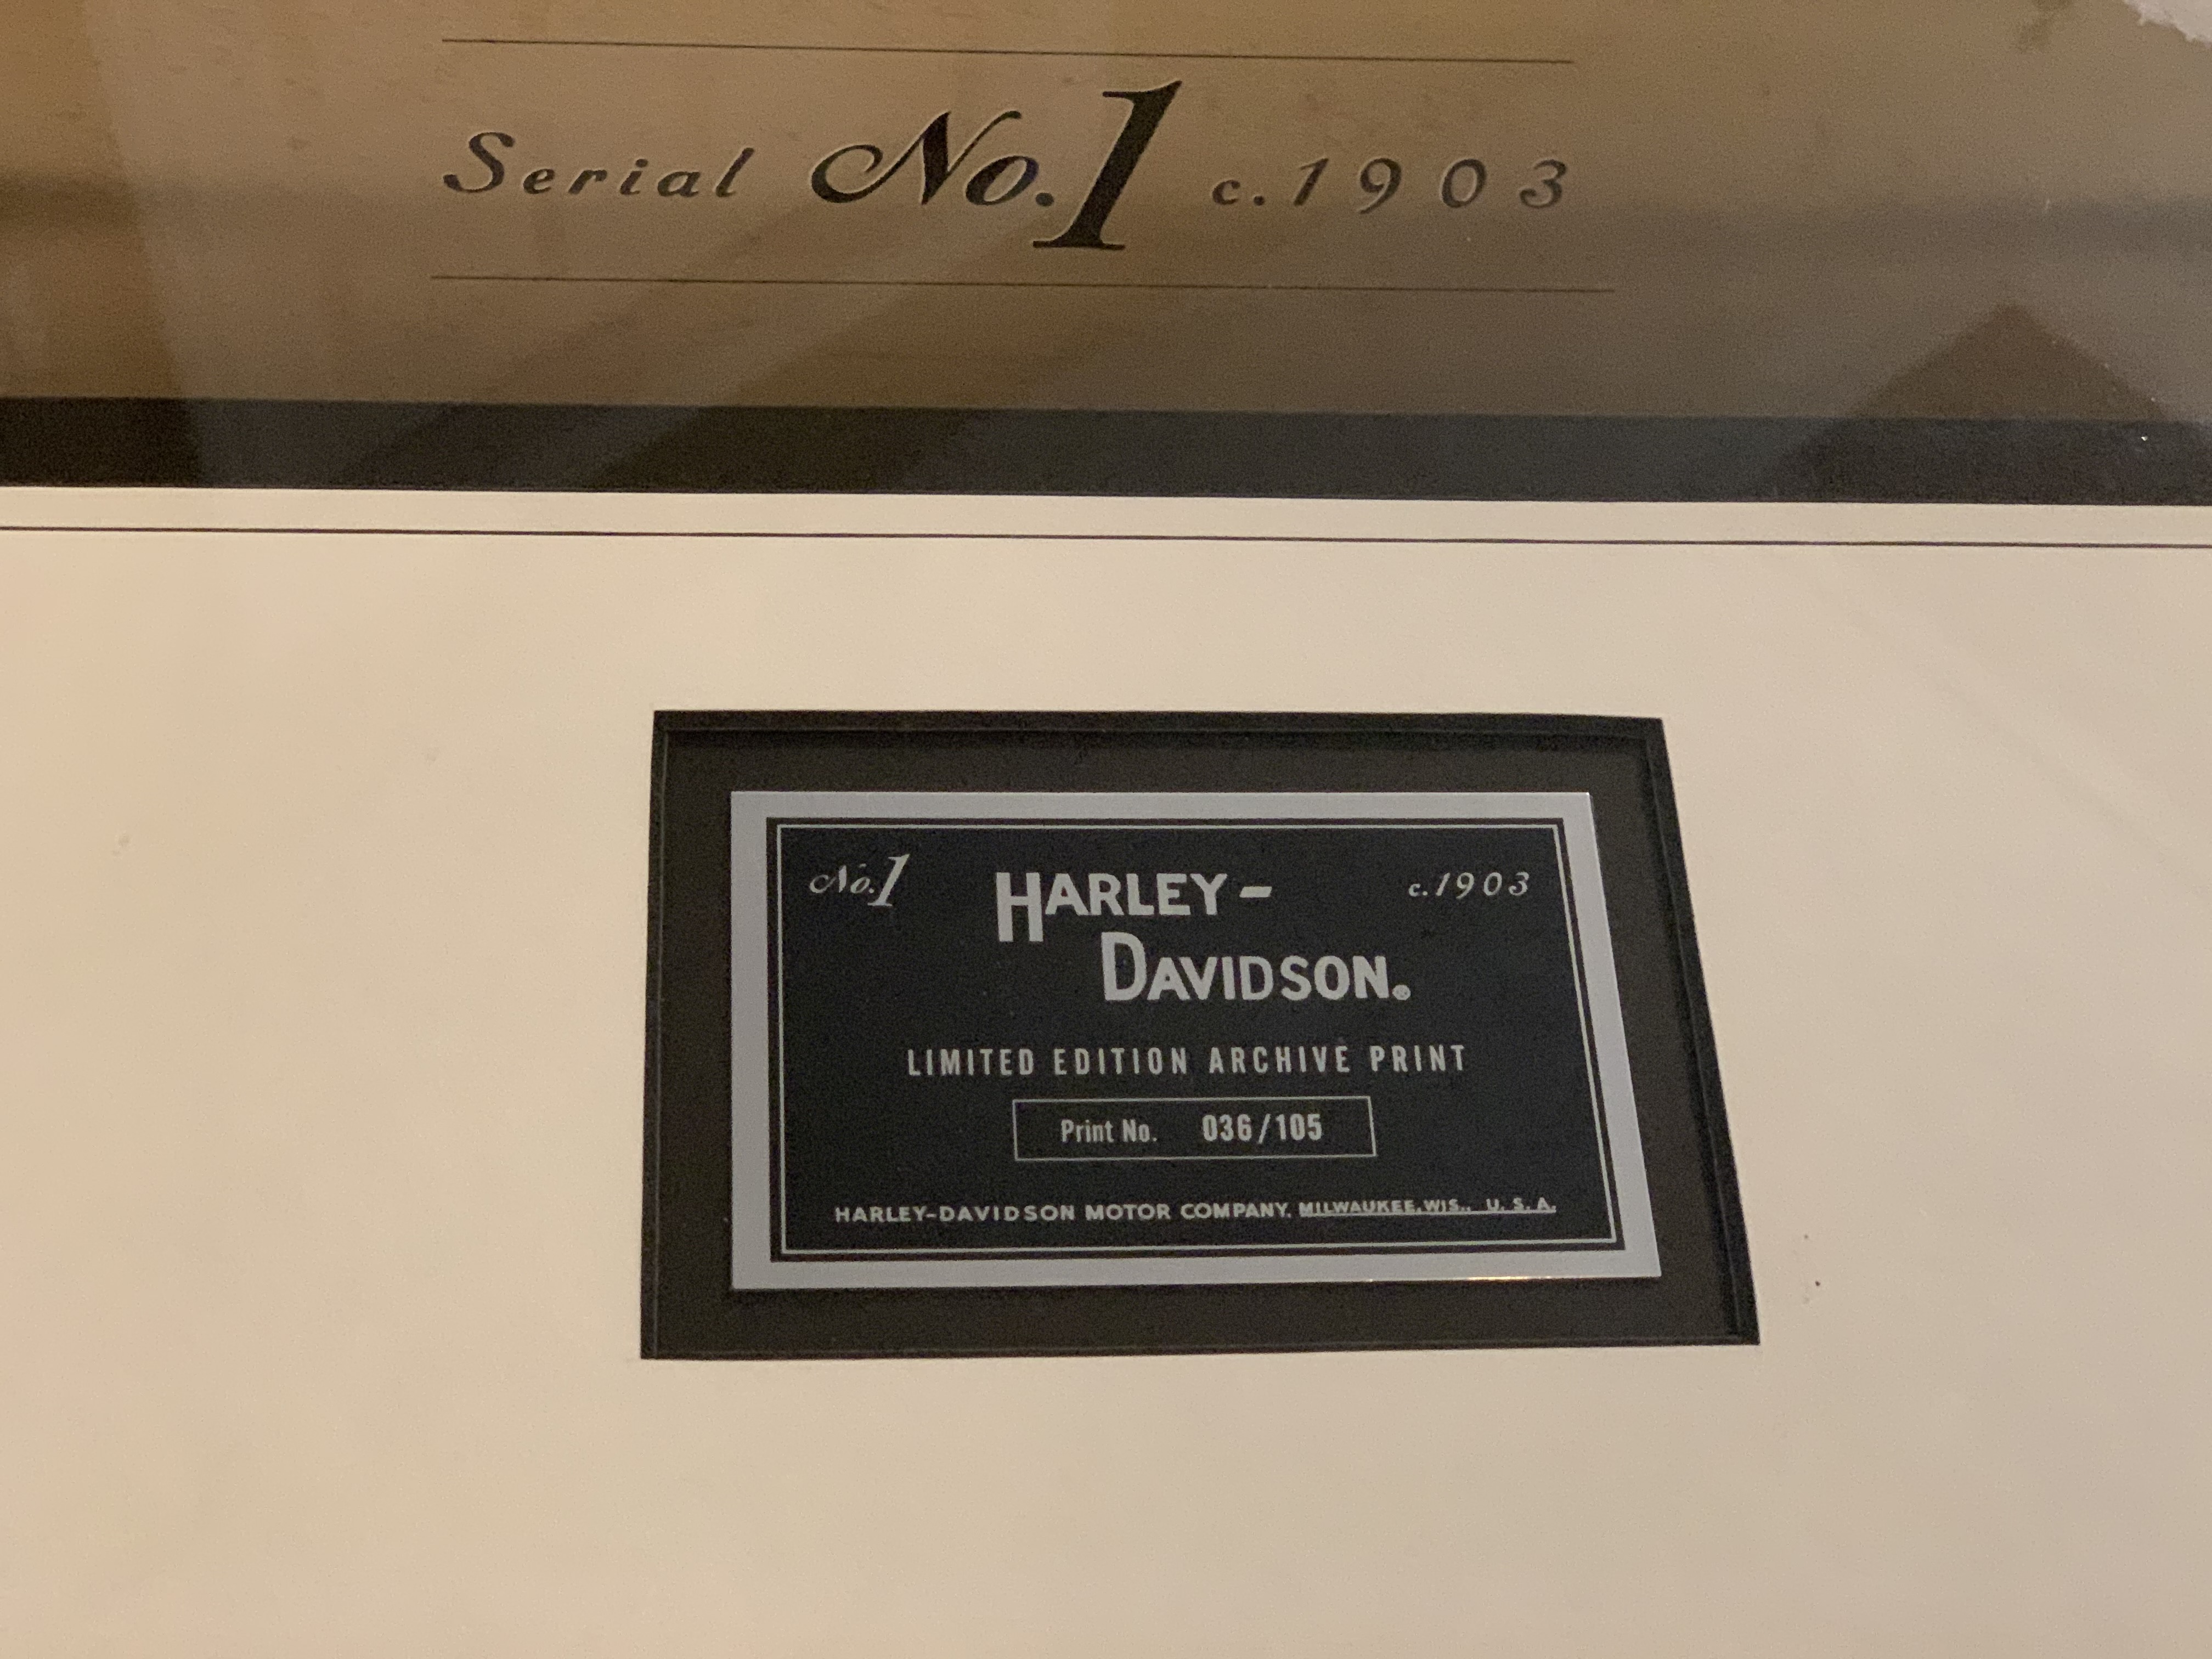 Serial No. 1 c.1903
No.1 HARLEY- c.1903
DAVIDSON®
LIMITED EDITION ARCHIVE PRINT
Print No. 036/105
HARLEY-DAVIDSON MOTOR COMPANY, MILWAUKEE, WIS., U. S. A.